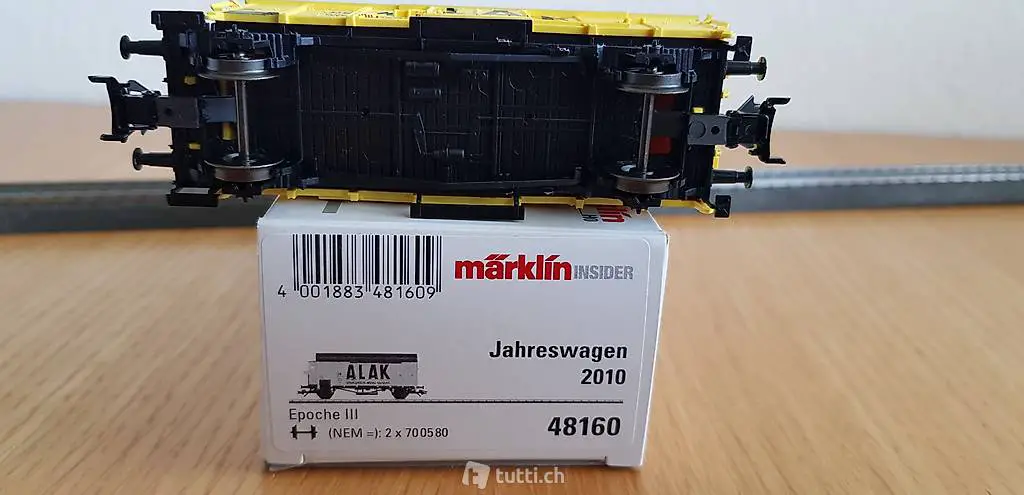 märklin INSIDER
4 001883 481609
Jahreswagen
2010
ALAK
Epoche III
(NEM =): 2 x 700580
48160
tutti.ch